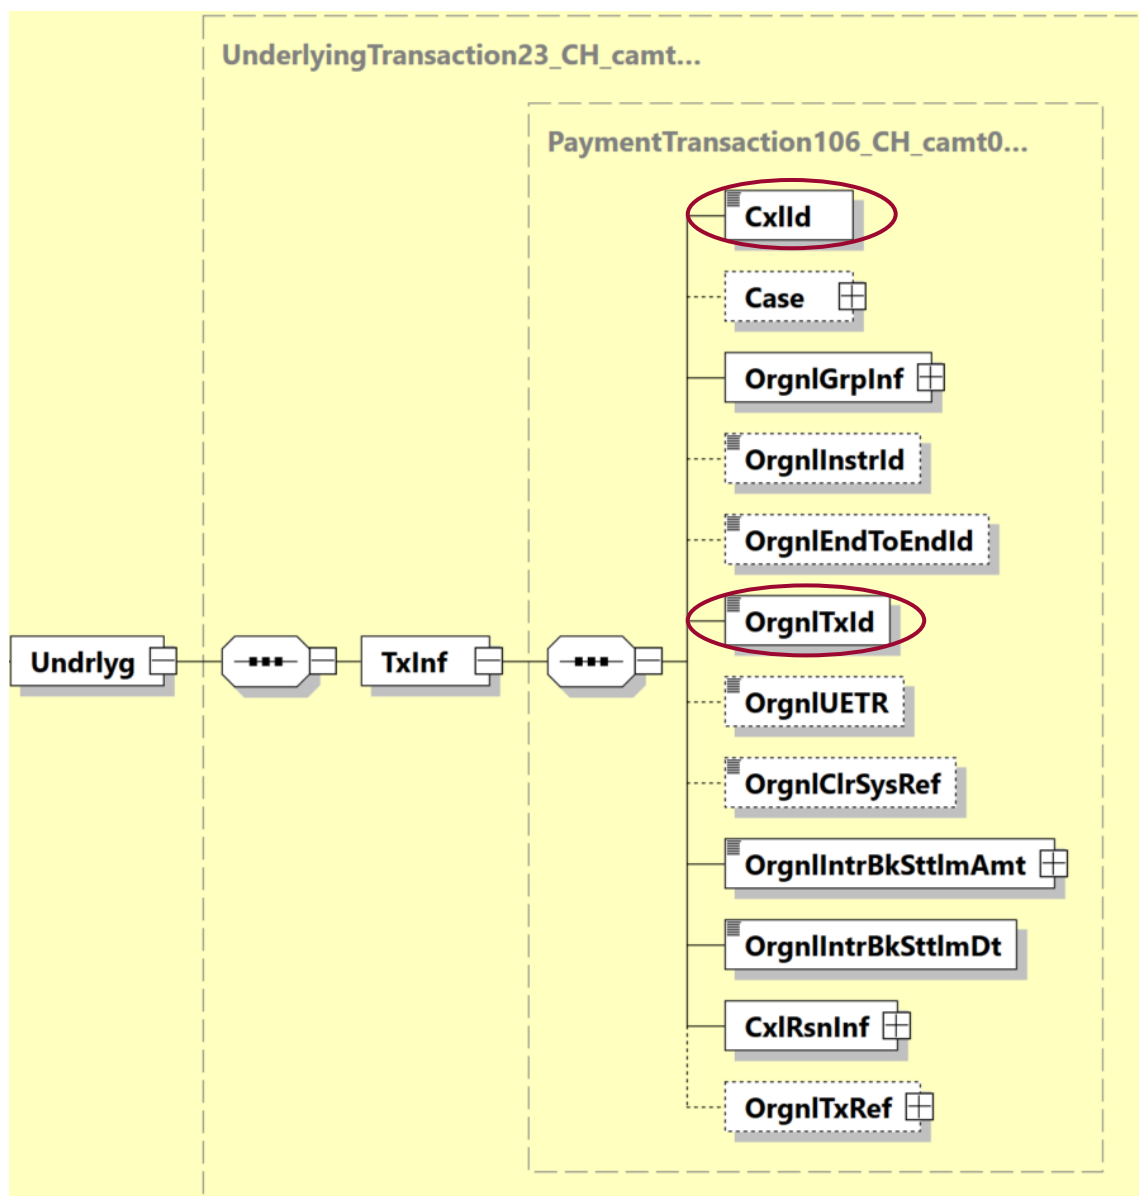 UnderlyingTransaction23_CH_camt...
PaymentTransaction106_CH_camt0...
CxlId
Case
OrgnlGrpInf
OrgnlInstrId
OrgnlEndToEndId
OrgnlTxId
Undrlyg
TxInf
OrgnlUETR
OrgnlClrSysRef
OrgnlIntrBkSttlmAmt
OrgnlIntrBkSttlmDt
CxlRsnInf
OrgnlTxRef